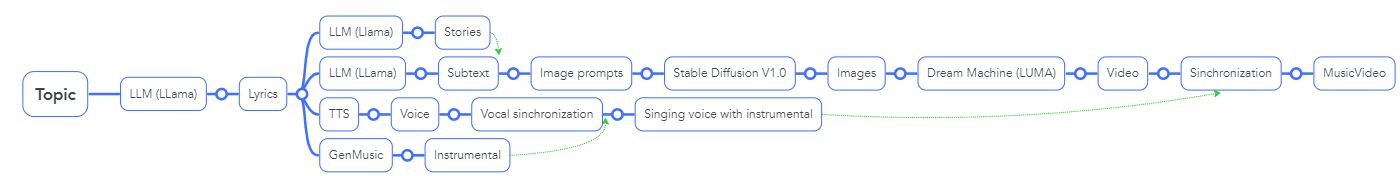 LLM (Llama)
Stories
LLM (LLama)
Subtext
Image prompts
Stable Diffusion V1.0
Images
Dream Machine (LUMA)
Video
Sinchronization
MusicVideo
Topic
LLM (LLama)
Lyrics
TTS
Voice
Vocal sinchronization
Singing voice with instrumental
GenMusic
Instrumental